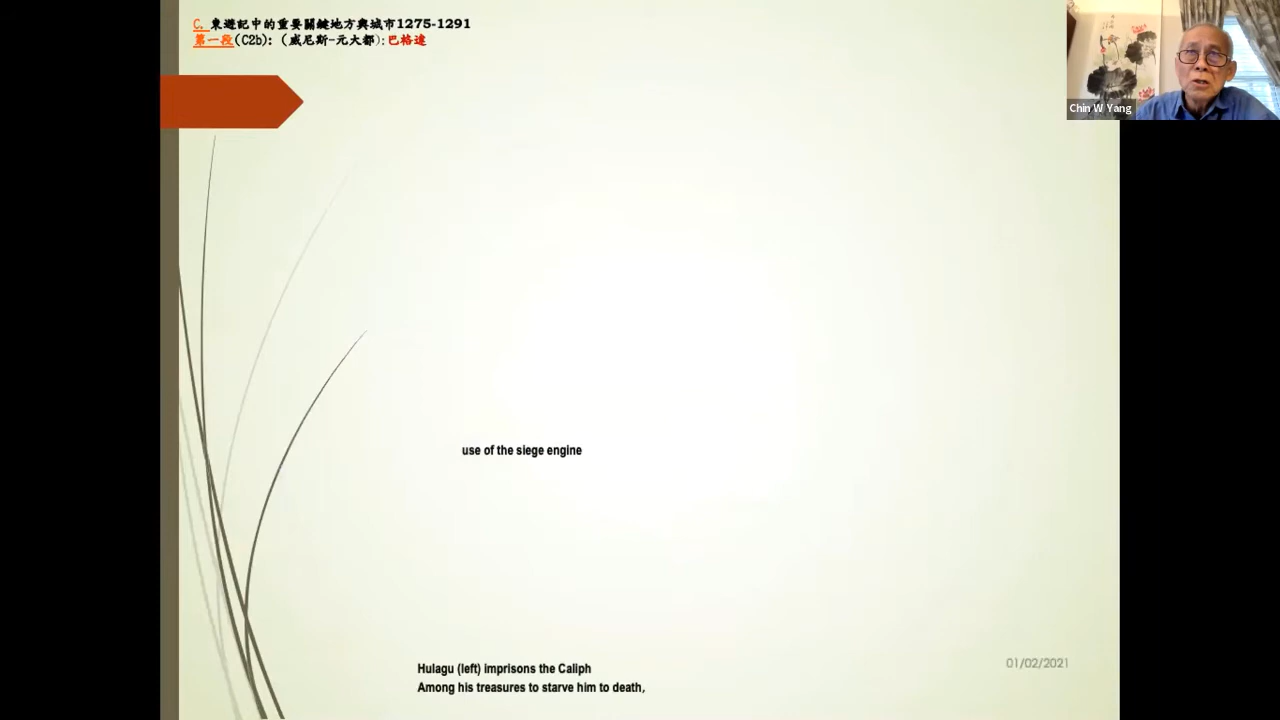 C. 東遊記中的重要關鍵地方與城市1275-1291
第一段(C2b): (威尼斯-元大都):巴格達
Chin W Yang
use of the siege engine
Hulagu (left) imprisons the Caliph
Among his treasures to starve him to death,
01/02/2021